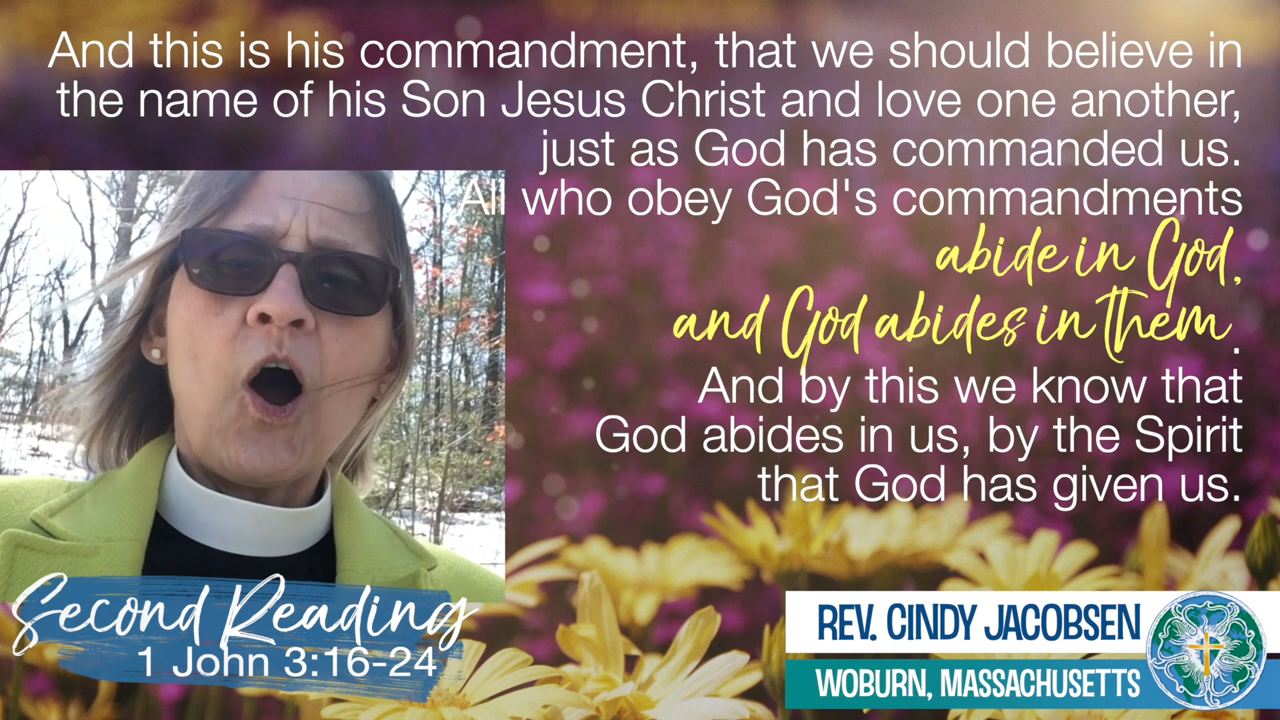 And this is his commandment, that we should believe in
the name of his Son Jesus Christ and love one another,
just as God has commanded us.
All who obey God's commandments
abide in God,
and God abides in them.
And by this we know that
God abides in us, by the Spirit
that God has given us.
Second Reading
1 John 3:16-24
REV. CINDY JACOBSEN
WOBURN, MASSACHUSETTS